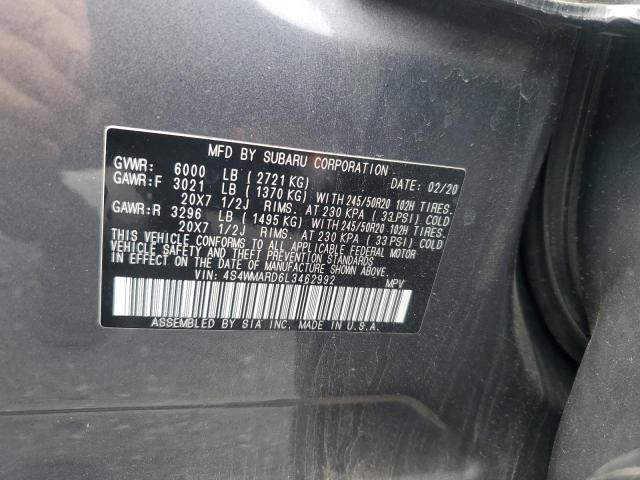 MFD BY SUBARU CORPORATION
GVWR: 6000 LB (2721 KG) DATE: 02/20
GAWR:F 3021 LB (1370 KG) WITH 245/50R20 102H TIRES.
20X7 1/2J RIMS. AT 230 KPA (33 PSI) COLD
GAWR:R 3296 LB (1495 KG) WITH 245/50R20 102H TIRES.
20X7 1/2J RIMS. AT 230 KPA (33 PSI) COLD
THIS VEHICLE CONFORMS TO ALL APPLICABLE FEDERAL MOTOR
VEHICLE SAFETY AND THEFT PREVENTION STANDARDS
IN EFFECT ON THE DATE OF MANUFACTURE SHOWN ABOVE.
VIN: 4S4WMARD6L3462992 MPV
ASSEMBLED BY SIA INC. MADE IN U.S.A.